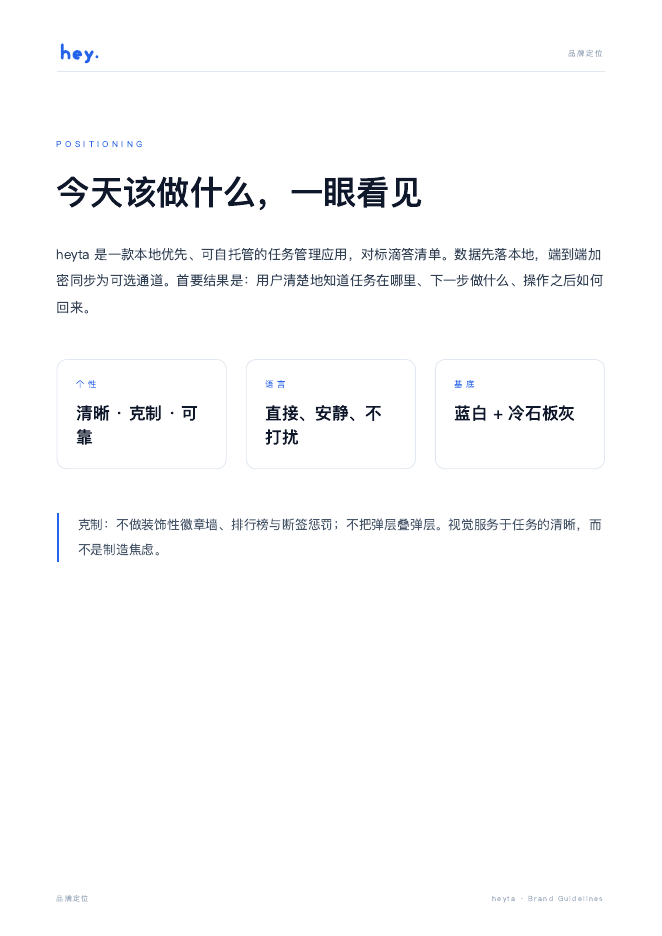 hey.
品牌定位
POSITIONING
今天该做什么，一眼看见
heyta 是一款本地优先、可自托管的任务管理应用，对标滴答清单。数据先落本地，端到端加
密同步为可选通道。首要结果是：用户清楚地知道任务在哪里、下一步做什么、操作之后如何
回来。
个性
清晰 · 克制 · 可
靠
语言
直接、安静、不
打扰
基底
蓝白 + 冷石板灰
克制：不做装饰性徽章墙、排行榜与断签惩罚；不把弹层叠弹层。视觉服务于任务的清晰，而
不是制造焦虑。
品牌定位
heyta · Brand Guidelines